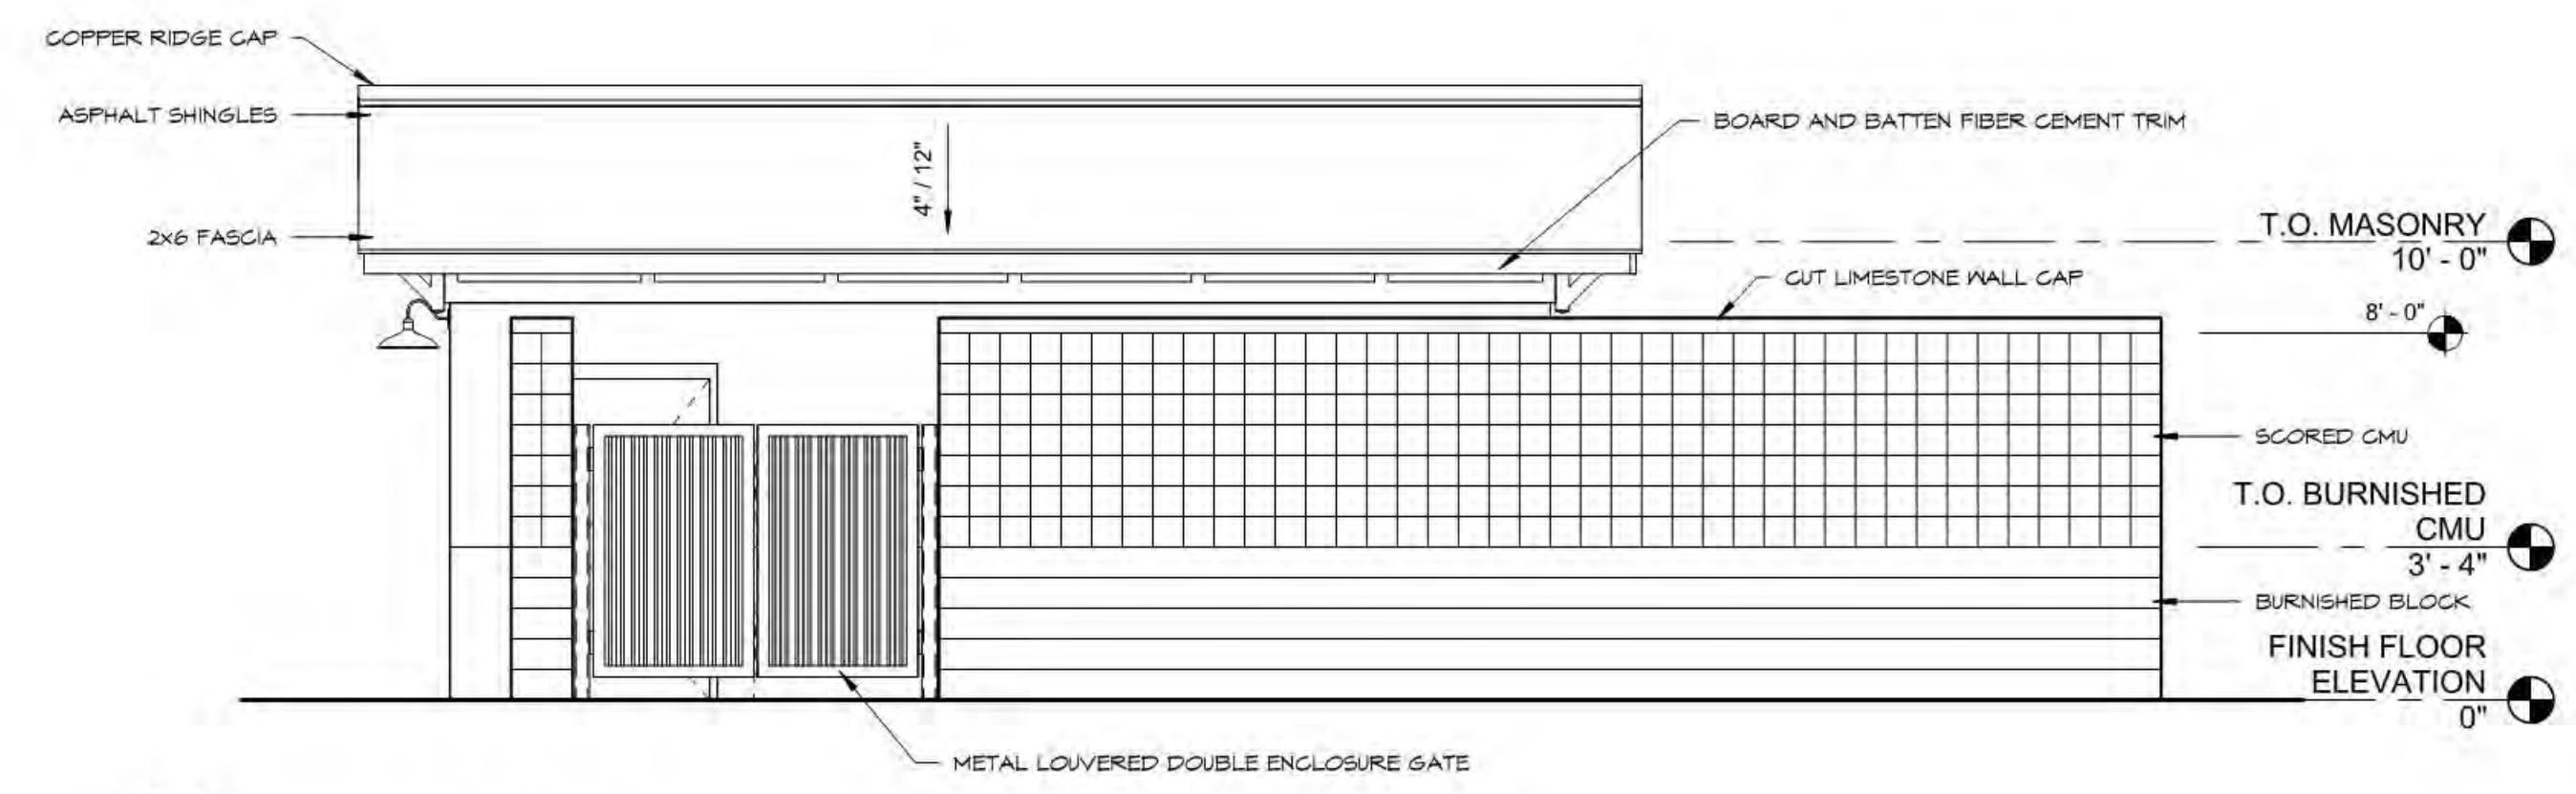 COPPER RIDGE CAP
ASPHALT SHINGLES
2x6 FASCIA
4" / 12"
BOARD AND BATTEN FIBER CEMENT TRIM
T.O. MASONRY
10' - 0"
CUT LIMESTONE WALL CAP
8' - 0"
SCORED CMU
T.O. BURNISHED
CMU
3' - 4"
BURNISHED BLOCK
FINISH FLOOR
ELEVATION
0"
METAL LOUVERED DOUBLE ENCLOSURE GATE